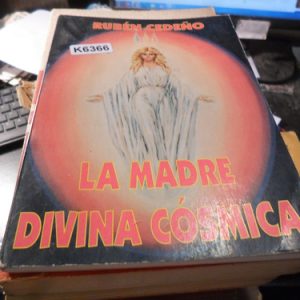 RUBÉN CEDEÑO
K6366
LA MADRE
DIVINA CÓSMICA